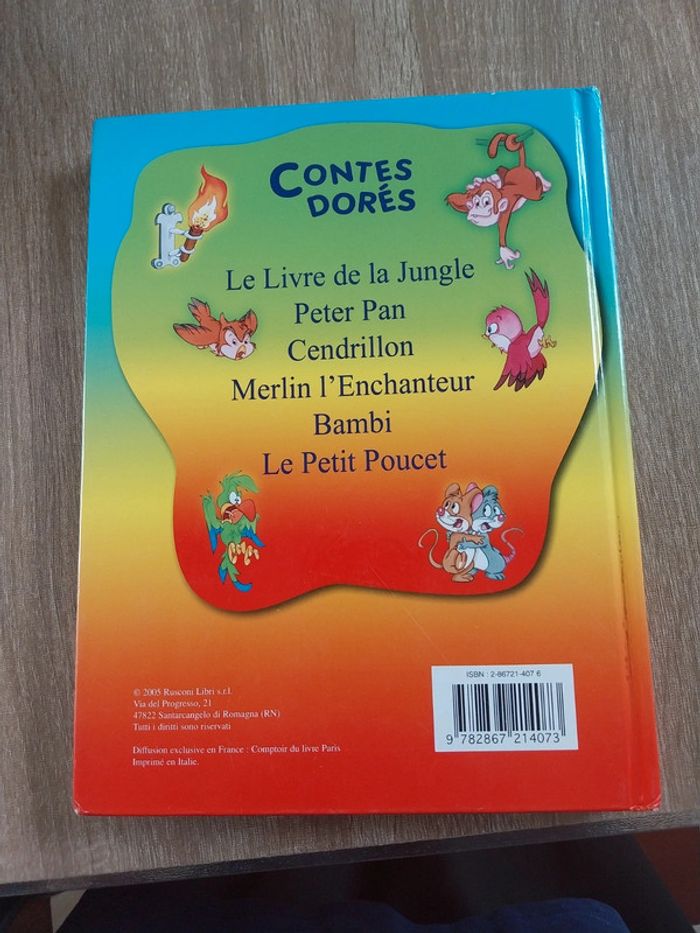 CONTES
DORÉS
Le Livre de la Jungle
Peter Pan
Cendrillon
Merlin l'Enchanteur
Bambi
Le Petit Poucet
ISBN : 2-86721-407 6
9 782867 214073
© 2005 Rusconi Libri s.r.l.
Via del Progresso, 21
47822 Santarcangelo di Romagna (RN)
Tutti i diritti sono riservati
Diffusion exclusive en France : Comptoir du livre Paris
Imprimé en Italie.